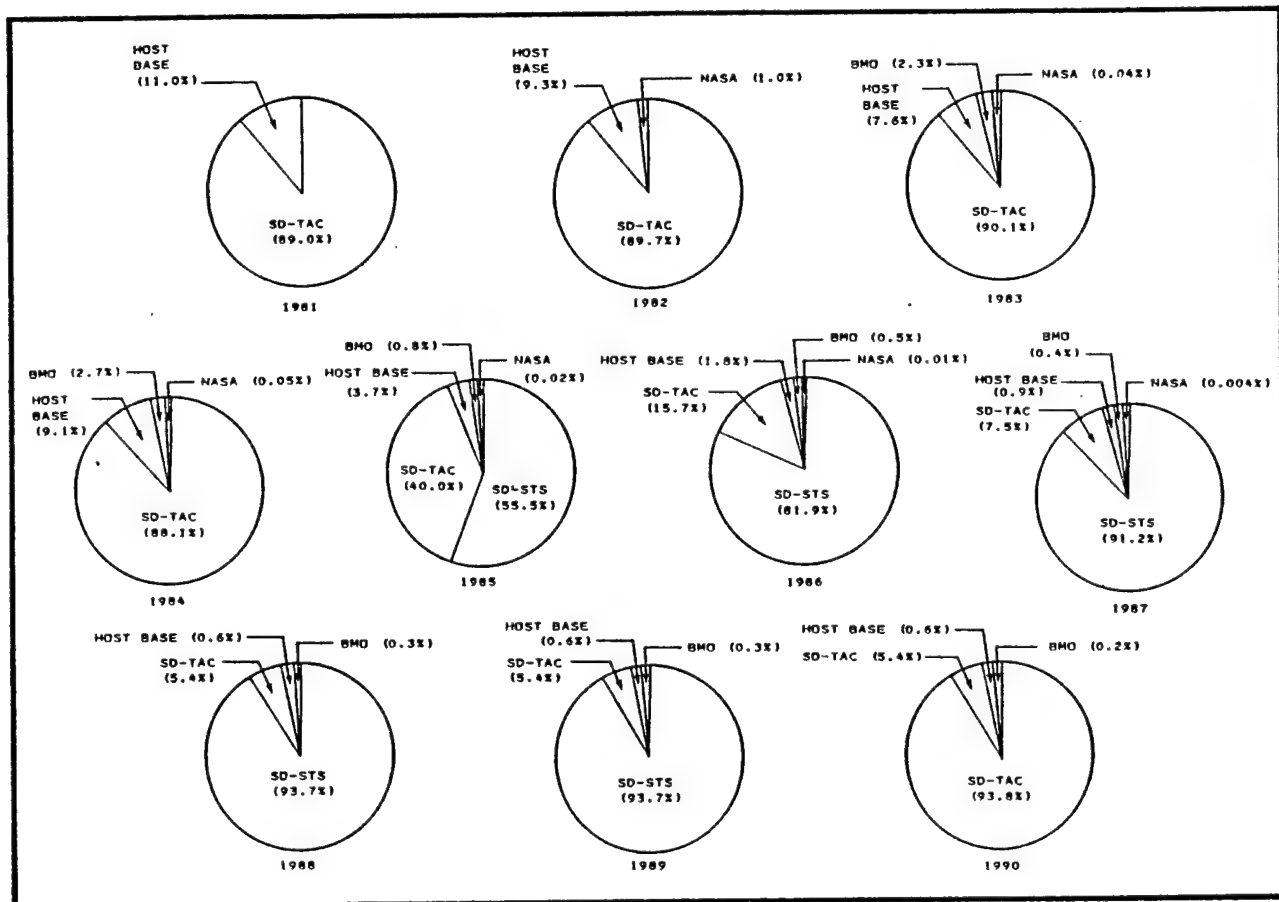 HOST
BASE
(11.0%)
SD-TAC
(89.0%)
1981
HOST
BASE
(9.3%)
NASA (1.0%)
SD-TAC
(89.7%)
1982
BMO (2.3%)
NASA (0.04%)
HOST
BASE
(7.6%)
SD-TAC
(90.1%)
1983
BMO (2.7%)
NASA (0.05%)
HOST
BASE
(9.1%)
SD-TAC
(88.1%)
1984
BMO (0.8%)
NASA
(0.02%)
HOST BASE
(3.7%)
SD-TAC
(40.0%)
SD-STS
(55.5%)
1985
BMO (0.5%)
HOST BASE (1.8%)
NASA (0.01%)
SD-TAC
(15.7%)
SD-STS
(81.9%)
1986
BMO
(0.4%)
HOST BASE
(0.9%)
NASA (0.004%)
SD-TAC
(7.5%)
SD-STS
(91.2%)
1987
HOST BASE (0.6%)
BMO (0.3%)
SD-TAC
(5.4%)
SD-STS
(93.7%)
1988
HOST BASE
(0.6%)
BMO (0.3%)
SD-TAC
(5.4%)
SD-STS
(93.7%)
1989
HOST BASE (0.6%)
BMO (0.2%)
SD-TAC (5.4%)
SD-TAC
(93.8%)
1990